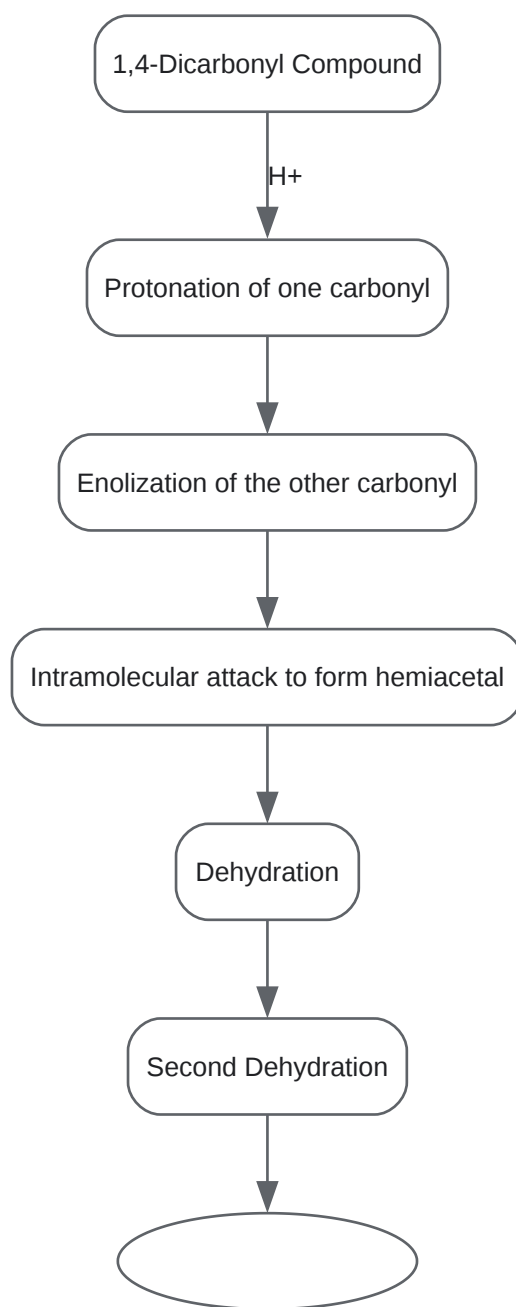 1,4-Dicarbonyl Compound
H+
Protonation of one carbonyl
Enolization of the other carbonyl
Intramolecular attack to form hemiacetal
Dehydration
Second Dehydration